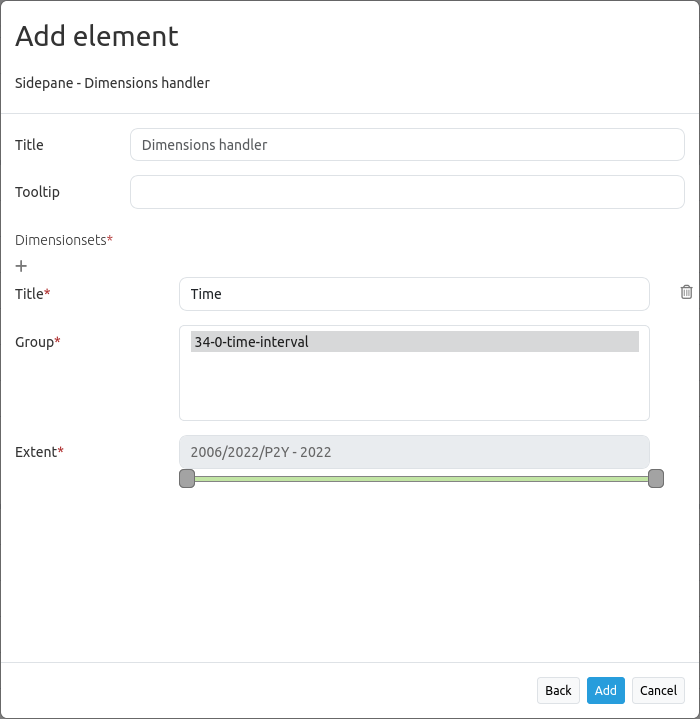 Add element
Sidepane - Dimensions handler
Title Dimensions handler
Tooltip
Dimensionsets*
+
Title* Time
Group* 34-0-time-interval
Extent* 2006/2022/P2Y - 2022
Back Add Cancel